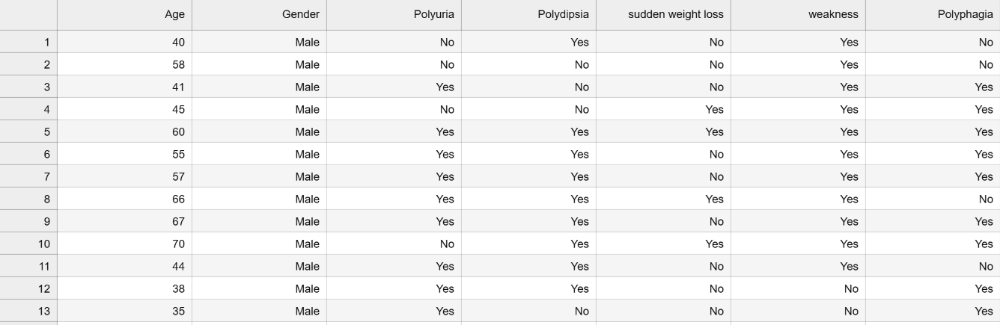 Age Gender Polyuria Polydipsia sudden weight loss weakness Polyphagia
1 40 Male No Yes No Yes No
2 58 Male No No No Yes No
3 41 Male Yes No No Yes Yes
4 45 Male No No Yes Yes Yes
5 60 Male Yes Yes Yes Yes Yes
6 55 Male Yes Yes No Yes Yes
7 57 Male Yes Yes No Yes Yes
8 66 Male Yes Yes Yes Yes No
9 67 Male Yes Yes No Yes Yes
10 70 Male No Yes Yes Yes Yes
11 44 Male Yes Yes No Yes No
12 38 Male Yes Yes No No Yes
13 35 Male Yes No No No Yes